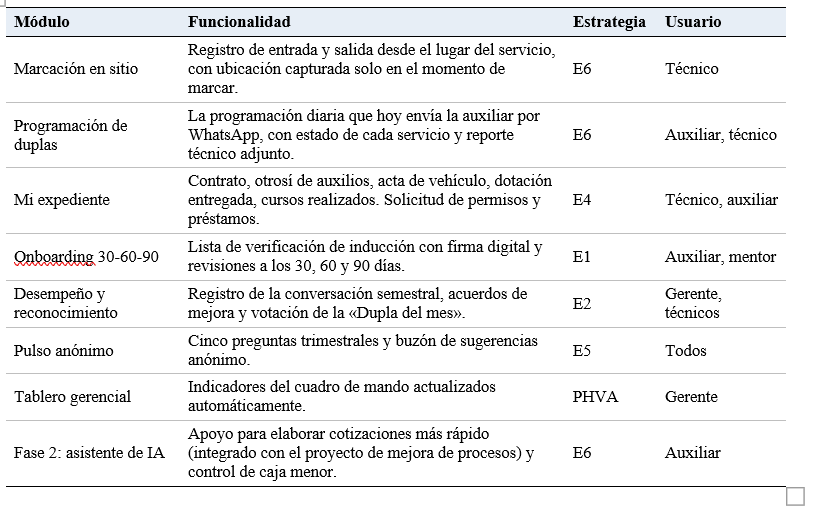 Módulo Funcionalidad Estrategia Usuario
Marcación en sitio
Registro de entrada y salida desde el lugar del servicio,
con ubicación capturada solo en el momento de
marcar.
E6
Técnico
Programación de
duplas
La programación diaria que hoy envía la auxiliar por
WhatsApp, con estado de cada servicio y reporte
técnico adjunto.
E6
Auxiliar, técnico
Mi expediente
Contrato, otrosí de auxilios, acta de vehículo, dotación
entregada, cursos realizados. Solicitud de permisos y
préstamos.
E4
Técnico, auxiliar
Onboarding 30-60-90
Lista de verificación de inducción con firma digital y
revisiones a los 30, 60 y 90 días.
E1
Auxiliar, mentor
Desempeño y
reconocimiento
Registro de la conversación semestral, acuerdos de
mejora y votación de la «Dupla del mes».
E2
Gerente,
técnicos
Pulso anónimo
Cinco preguntas trimestrales y buzón de sugerencias
anónimo.
E5
Todos
Tablero gerencial
Indicadores del cuadro de mando actualizados
automáticamente.
PHVA
Gerente
Fase 2: asistente de IA
Apoyo para elaborar cotizaciones más rápido
(integrado con el proyecto de mejora de procesos) y
control de caja menor.
E6
Auxiliar